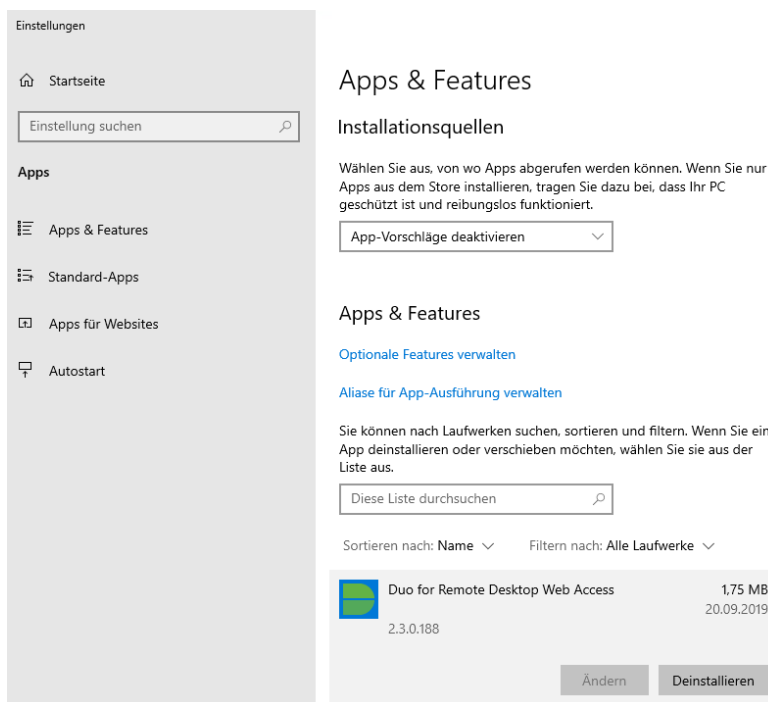 Einstellungen
Startseite
Einstellung suchen
Apps
Apps & Features
Standard-Apps
Apps für Websites
Autostart
Apps & Features
Installationsquellen
Wählen Sie aus, von wo Apps abgerufen werden können. Wenn Sie nur
Apps aus dem Store installieren, tragen Sie dazu bei, dass Ihr PC
geschützt ist und reibungslos funktioniert.
App-Vorschläge deaktivieren
Apps & Features
Optionale Features verwalten
Aliase für App-Ausführung verwalten
Sie können nach Laufwerken suchen, sortieren und filtern. Wenn Sie ein
App deinstallieren oder verschieben möchten, wählen Sie sie aus der
Liste aus.
Diese Liste durchsuchen
Sortieren nach: Name Filtern nach: Alle Laufwerke
Duo for Remote Desktop Web Access 1,75 MB
20.09.2019
2.3.0.188
Ändern Deinstallieren